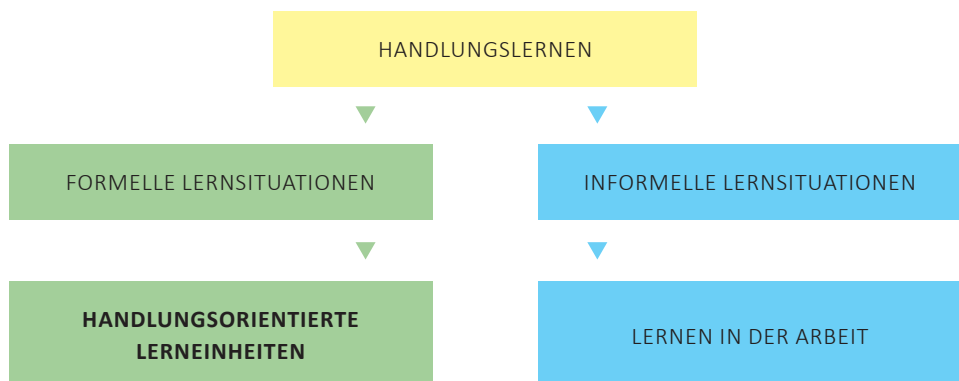 HANDLUNGSLERNEN
FORMELLE LERNSITUATIONEN
INFORMELLE LERNSITUATIONEN
HANDLUNGSORIENTIERTE
LERNEINHEITEN
LERNEN IN DER ARBEIT